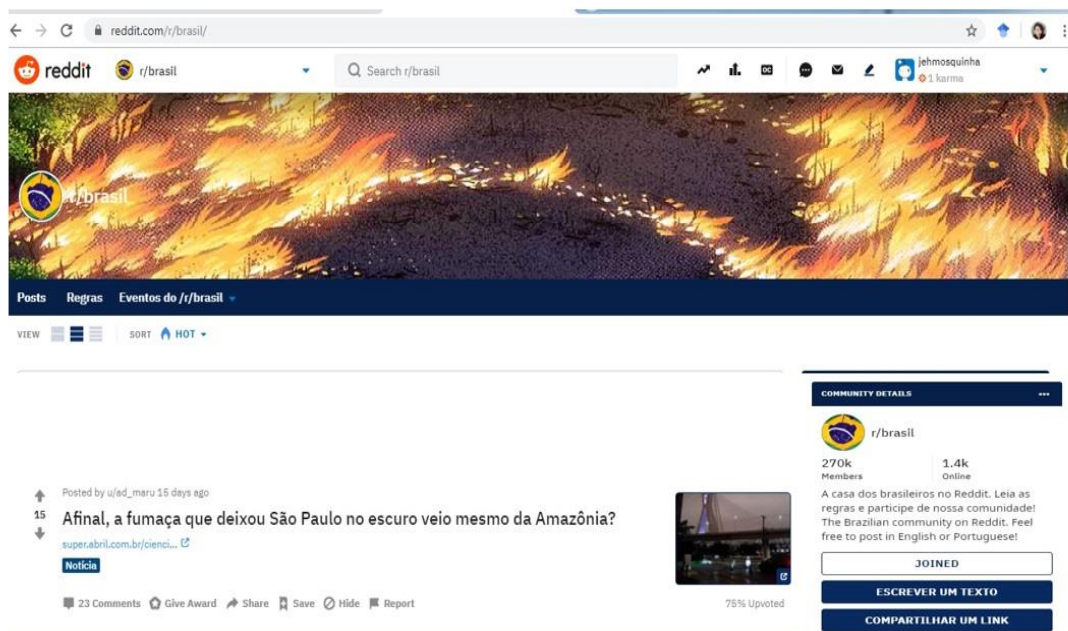 reddit.com/r/brasil/
reddit r/brasil Search r/brasil jehmosquinha
1 karma
r/brasil
Posts Regras Eventos do /r/brasil
VIEW SORT HOT
COMMUNITY DETAILS
r/brasil
270k 1.4k
Members Online
A casa dos brasileiros no Reddit. Leia as
regras e participe de nossa comunidade!
The Brazilian community on Reddit. Feel
free to post in English or Portuguese!
JOINED
ESCREVER UM TEXTO
COMPARTILHAR UM LINK
Posted by u/ad_maru 15 days ago
15
Afinal, a fumaça que deixou São Paulo no escuro veio mesmo da Amazônia?
super.abril.com.br/cienci...
Notícia
23 Comments Give Award Share Save Hide Report 75% Upvoted